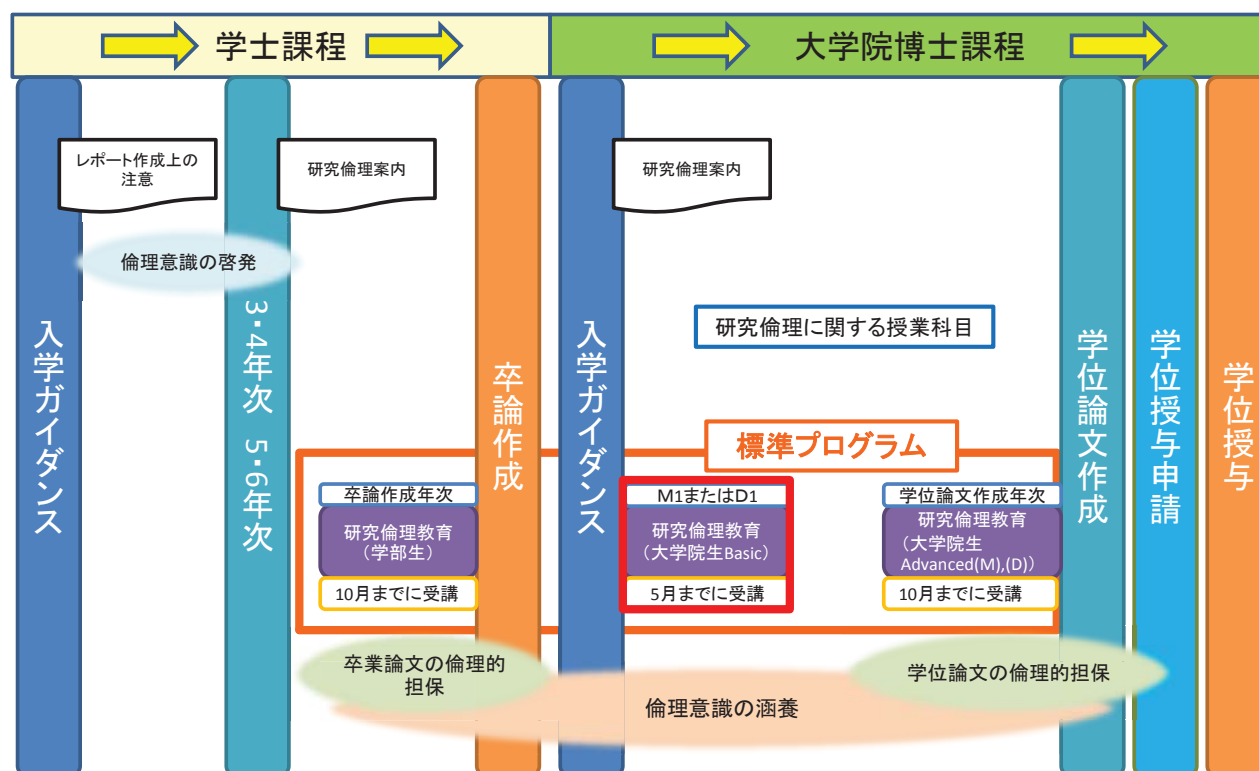 学士課程
大学院博士課程
入学ガイダンス
レポート作成上の
注意
倫理意識の啓発
3・4年次 5・6年次
研究倫理案内
卒論作成
入学ガイダンス
研究倫理案内
研究倫理に関する授業科目
学位論文作成
学位授与申請
学位授与
標準プログラム
卒論作成年次
研究倫理教育
（学部生）
10月までに受講
M1またはD1
研究倫理教育
（大学院生Basic）
5月までに受講
学位論文作成年次
研究倫理教育
（大学院生
Advanced(M),(D)）
10月までに受講
卒業論文の倫理的
担保
倫理意識の涵養
学位論文の倫理的担保